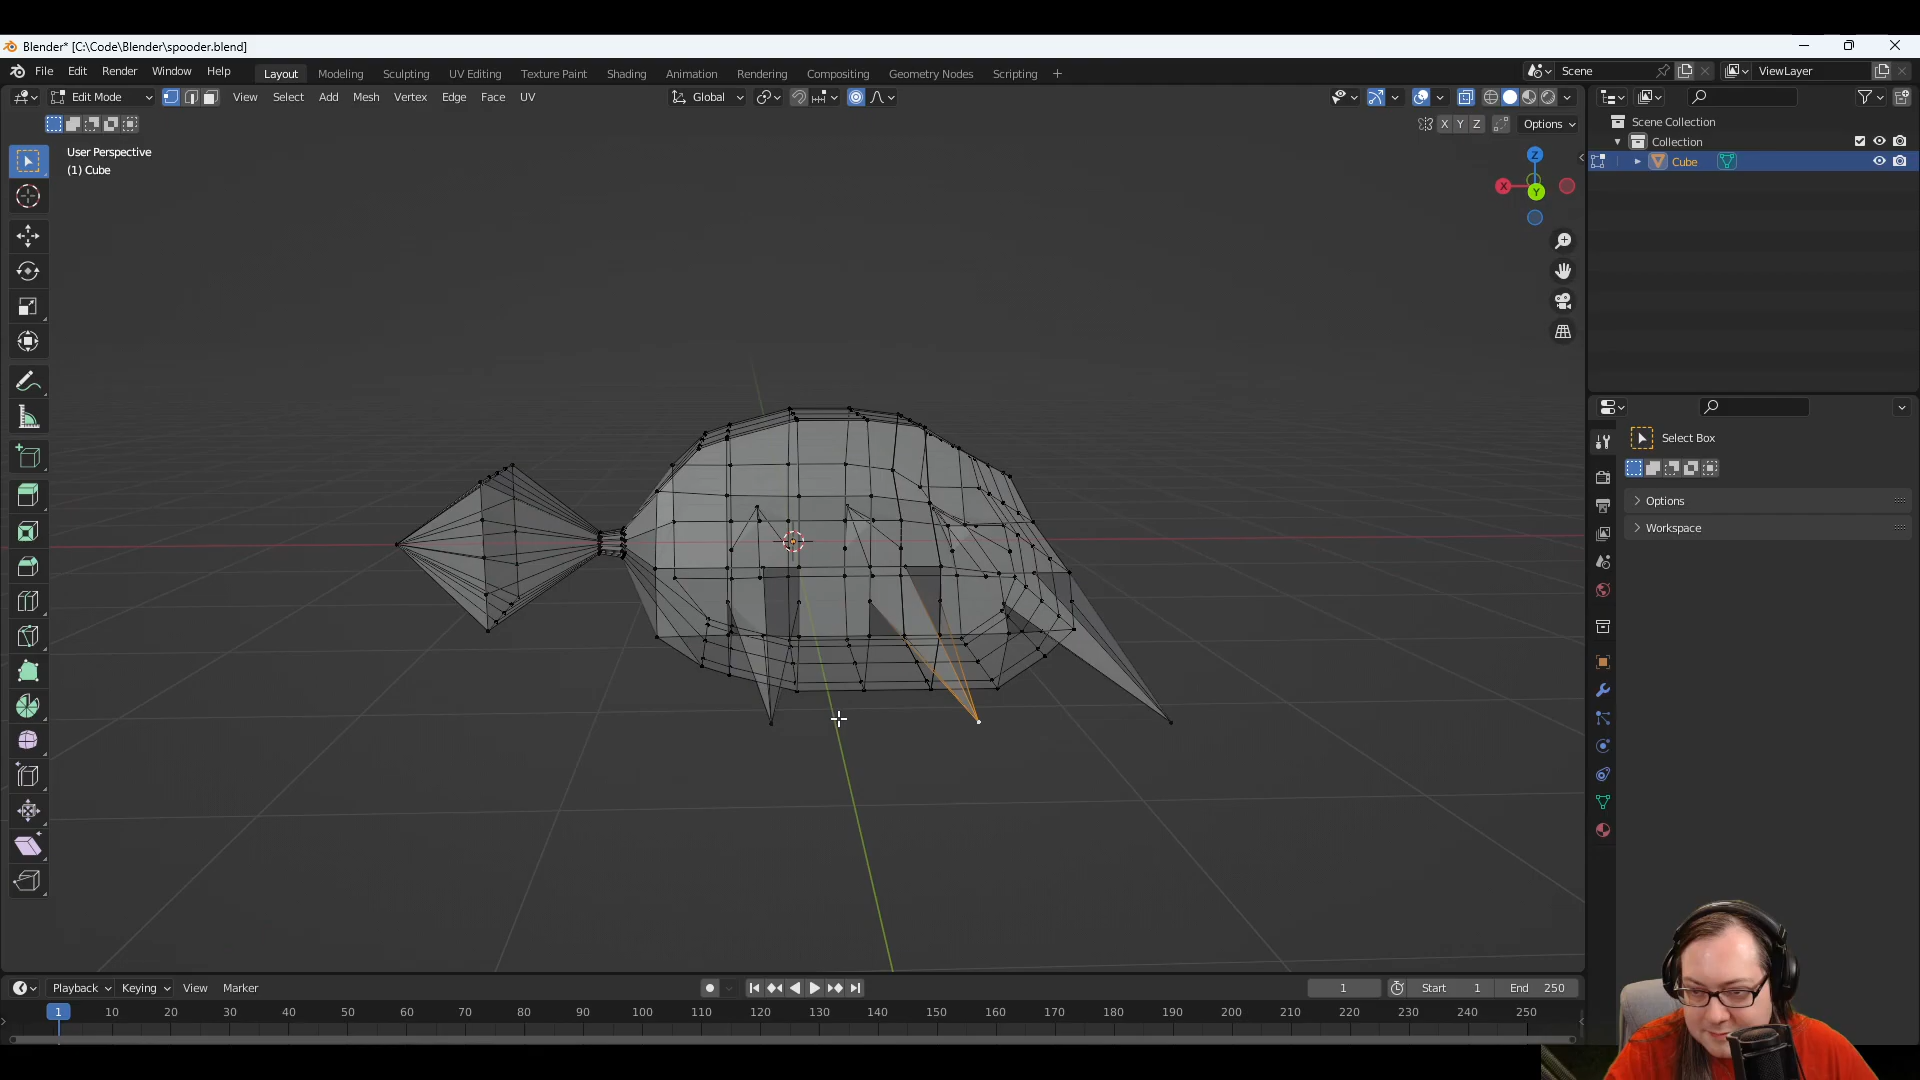 Blender* [C:\Code\Blender\spooder.blend]
File Edit Render Window Help Layout Modeling Sculpting UV Editing Texture Paint Shading Animation Rendering Compositing Geometry Nodes Scripting + Scene ViewLayer
Edit Mode View Select Add Mesh Vertex Edge Face UV Global
X Y Z Options
User Perspective
(1) Cube
Z
X
Y
Scene Collection
Collection
Cube
Select Box
Options
Workspace
Playback Keying View Marker 1 Start 1 End 250
1 10 20 30 40 50 60 70 80 90 100 110 120 130 140 150 160 170 180 190 200 210 220 230 240 250